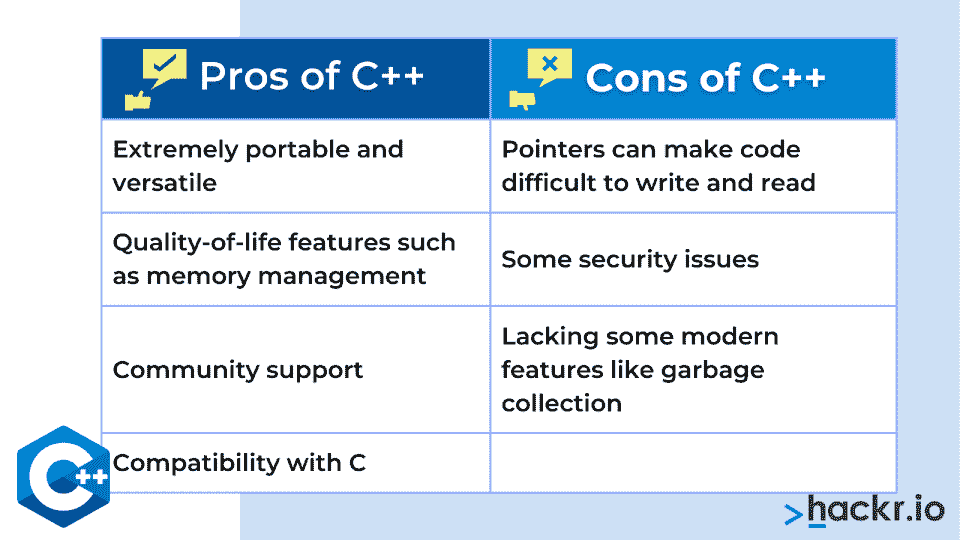 Pros of C++
Cons of C++
Extremely portable and
versatile
Pointers can make code
difficult to write and read
Quality-of-life features such
as memory management
Some security issues
Community support
Lacking some modern
features like garbage
collection
Compatibility with C
C++
>hackr.io